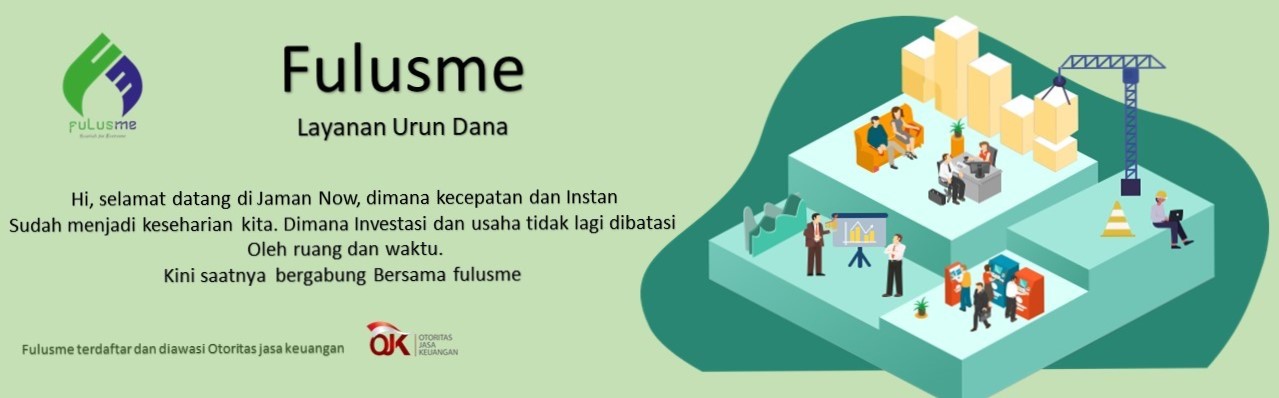 Fulusme
Layanan Urun Dana
fuLusme
Hi, selamat datang di Jaman Now, dimana kecepatan dan Instan
Sudah menjadi keseharian kita. Dimana Investasi dan usaha tidak lagi dibatasi
Oleh ruang dan waktu.
Kini saatnya bergabung Bersama fulusme
Fulusme terdaftar dan diawasi Otoritas jasa keuangan
OJK
OTORITAS
JASA
KEUANGAN